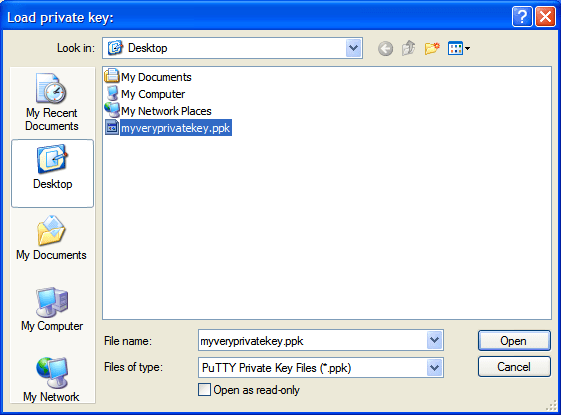 Load private key:
Look in: Desktop
My Recent
Documents
Desktop
My Documents
My Computer
My Network
My Documents
My Computer
My Network Places
myveryprivatekey.ppk
File name: myveryprivatekey.ppk Open
Files of type: PuTTY Private Key Files (*.ppk) Cancel
Open as read-only